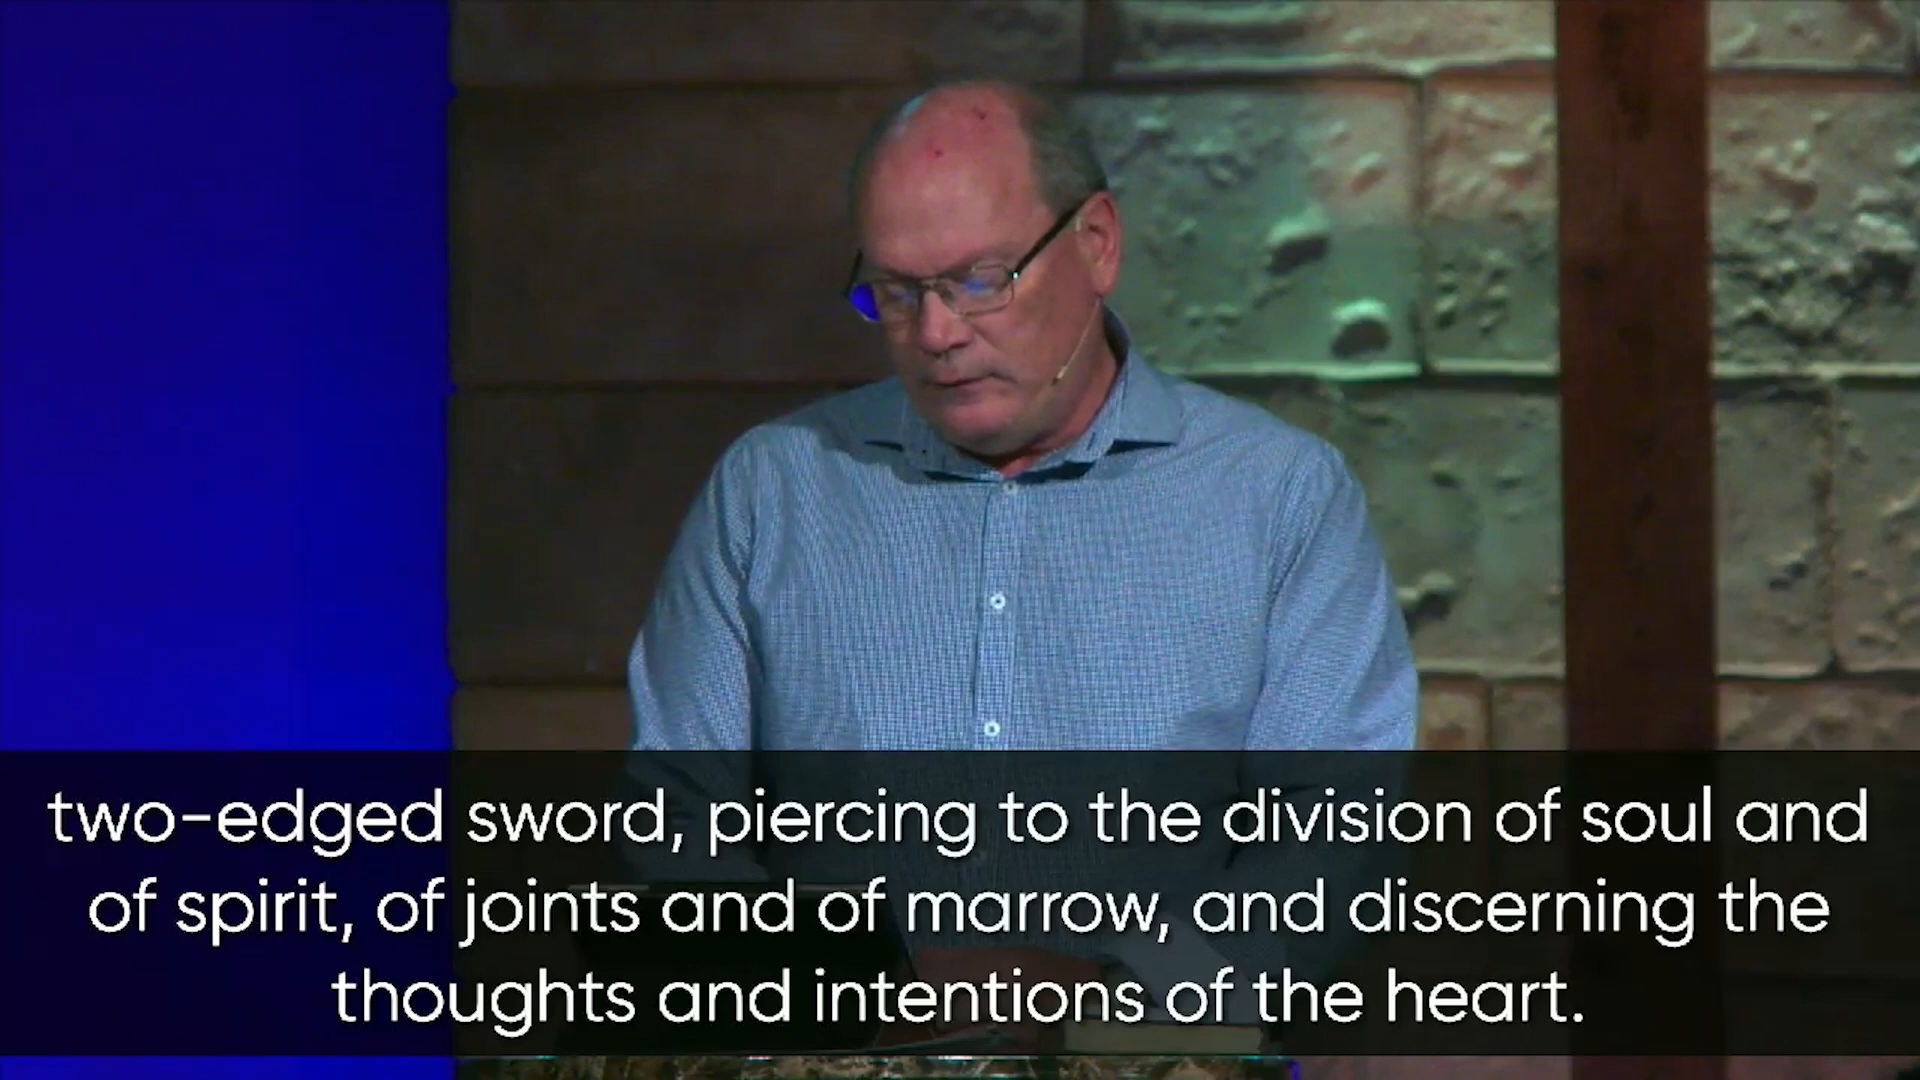 two-edged sword, piercing to the division of soul and
of spirit, of joints and of marrow, and discerning the
thoughts and intentions of the heart.